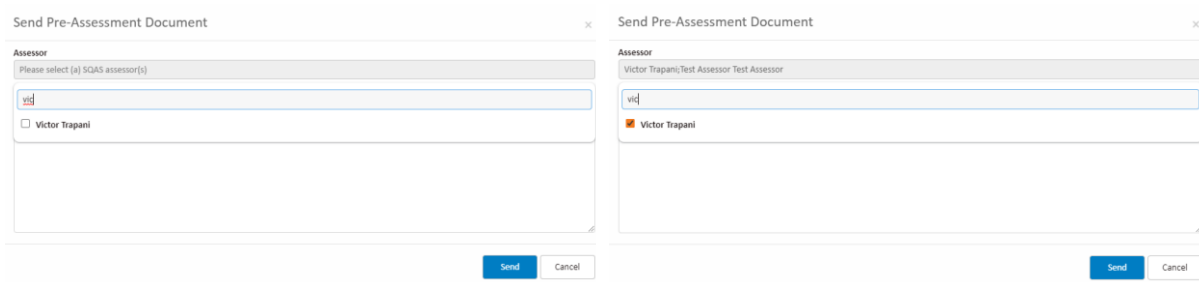 Send Pre-Assessment Document
×
Assessor
Please select (a) SQAS assessor(s)
vic
Victor Trapani
Send
Cancel
Send Pre-Assessment Document
×
Assessor
Victor Trapani;Test Assessor Test Assessor
vic
Victor Trapani
Send
Cancel